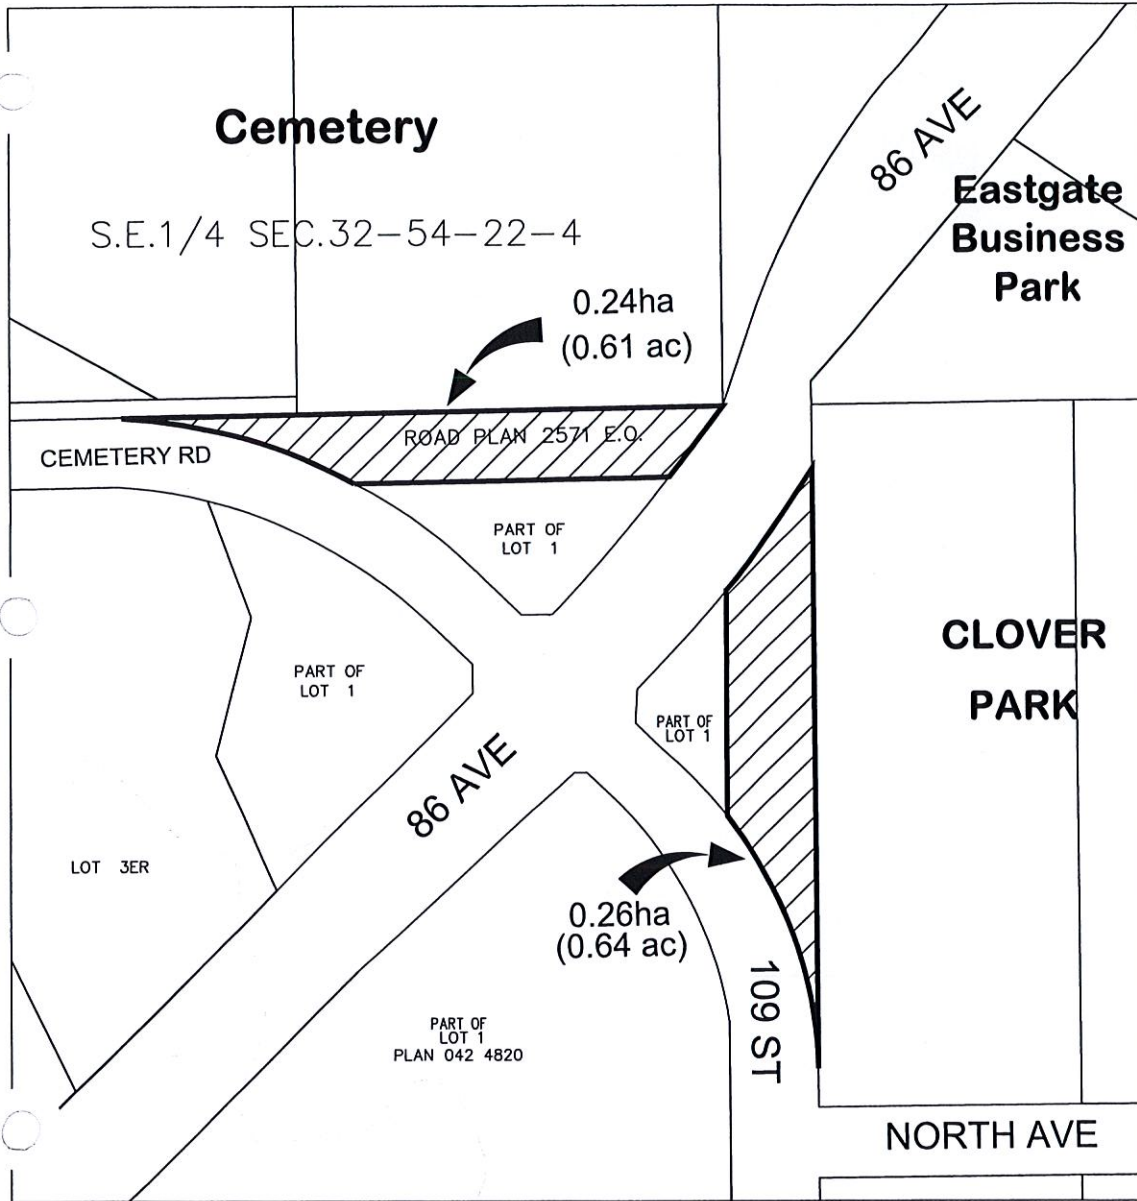 Cemetery
S.E.1/4 SEC.32-54-22-4
86 AVE
Eastgate
Business
Park
0.24ha
(0.61 ac)
ROAD PLAN 2571 E.O.
CEMETERY RD
PART OF
LOT 1
PART OF
LOT 1
CLOVER
PARK
PART OF
LOT 1
86 AVE
LOT 3ER
0.26ha
(0.64 ac)
109 ST
PART OF
LOT 1
PLAN 042 4820
NORTH AVE